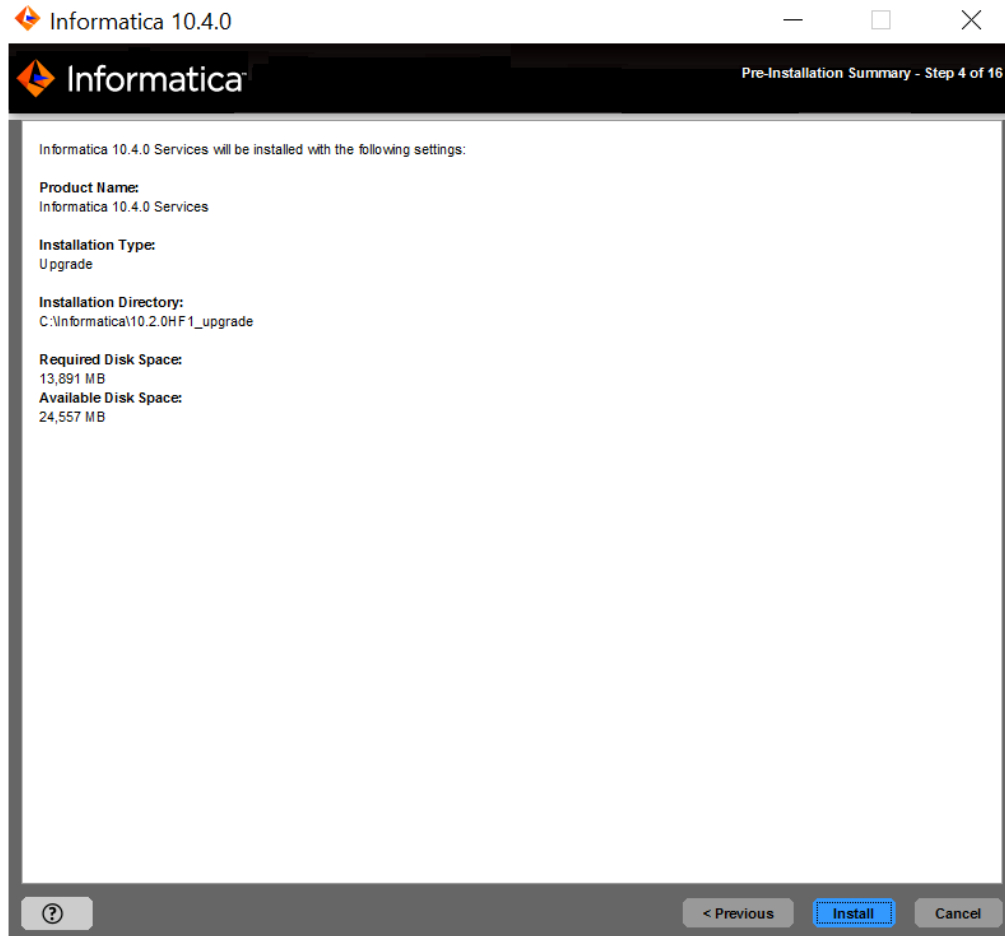 Informatica 10.4.0
Informatica
Pre-Installation Summary - Step 4 of 16
Informatica 10.4.0 Services will be installed with the following settings:
Product Name:
Informatica 10.4.0 Services
Installation Type:
Upgrade
Installation Directory:
C:\Informatica\10.2.0HF1_upgrade
Required Disk Space:
13,891 MB
Available Disk Space:
24,557 MB
?
< Previous
Install
Cancel